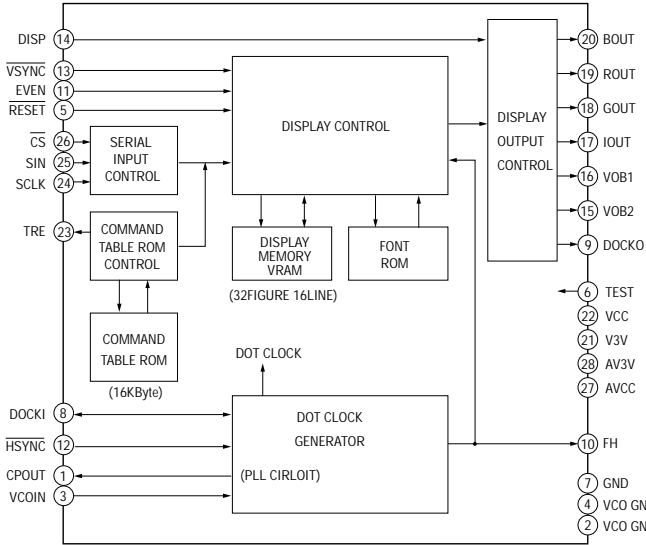 DISP 14
VSYNC 13
EVEN 11
RESET 5
CS 26
SIN 25
SCLK 24
TRE 23
DOCKI 8
HSYNC 12
CPOUT 1
VCOIN 3
SERIAL
INPUT
CONTROL
COMMAND
TABLE ROM
CONTROL
COMMAND
TABLE ROM
(16KByte)
DISPLAY CONTROL
DISPLAY
MEMORY
VRAM
(32FIGURE 16LINE)
FONT
ROM
DOT CLOCK
DOT CLOCK
GENERATOR
(PLL CIRLOIT)
DISPLAY
OUTPUT
CONTROL
20 BOUT
19 ROUT
18 GOUT
17 IOUT
16 VOB1
15 VOB2
9 DOCKO
6 TEST
22 VCC
21 V3V
28 AV3V
27 AVCC
10 FH
7 GND
4 VCO GN
2 VCO GN